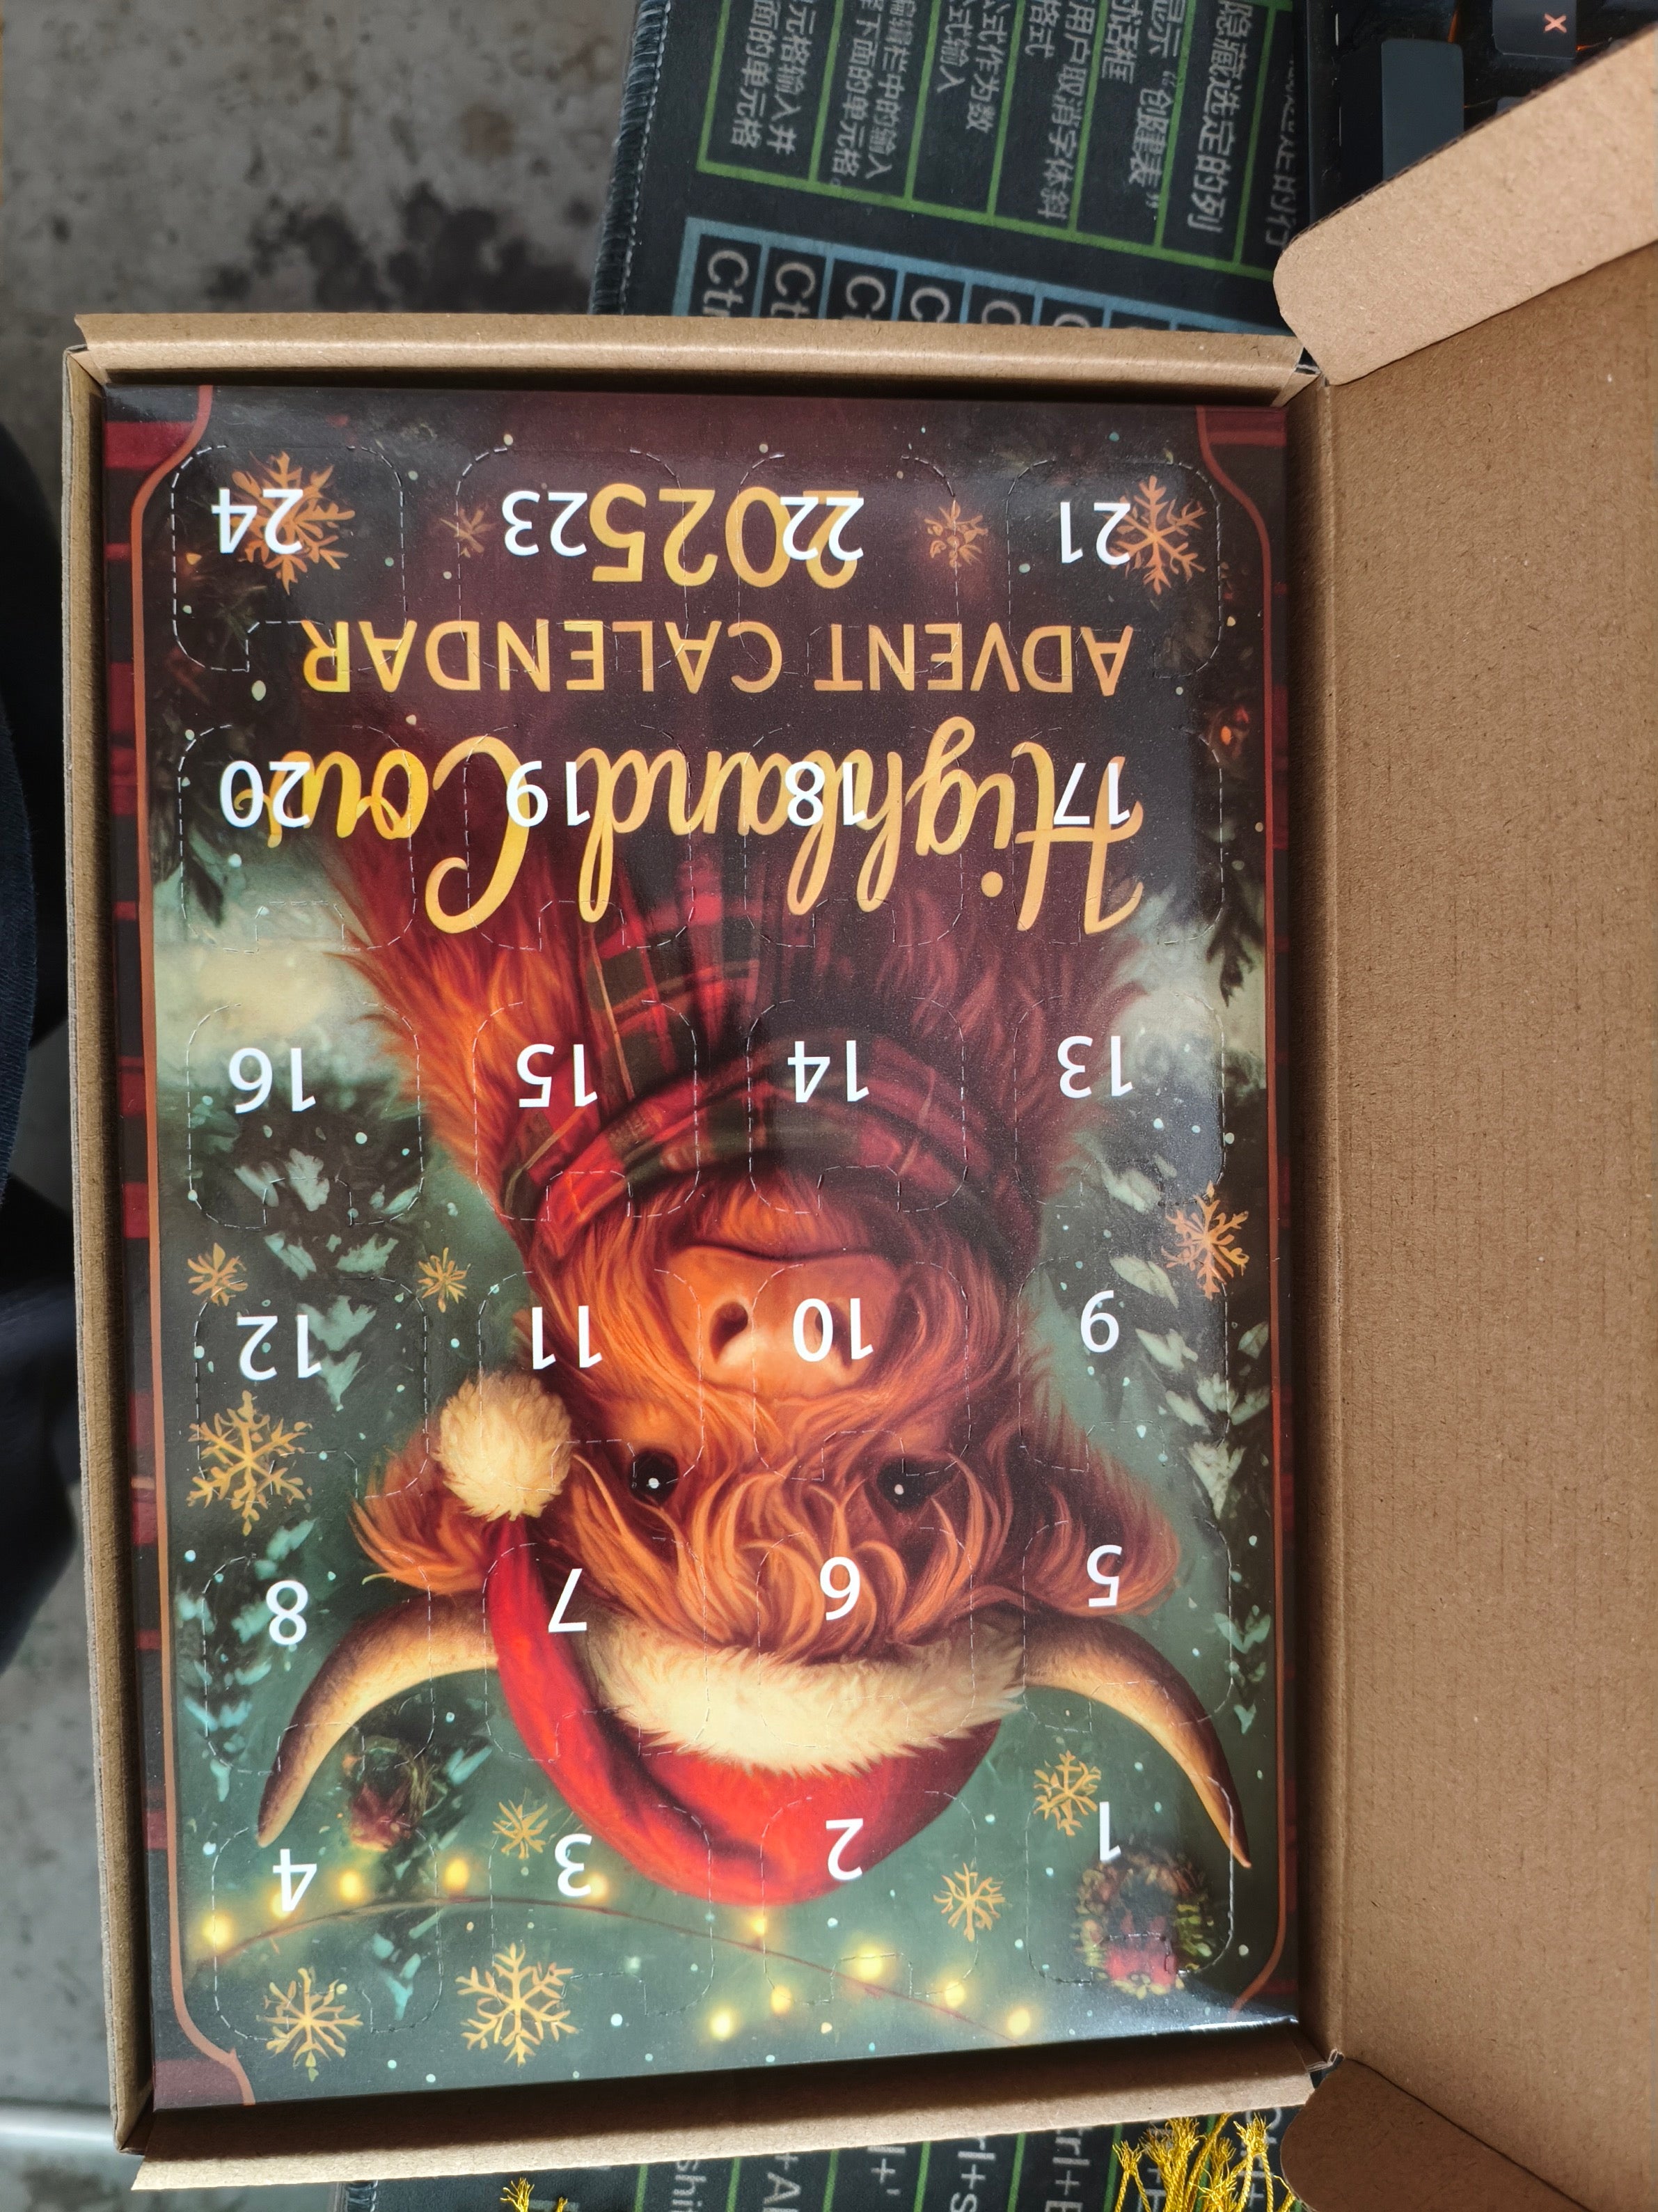 1 2 3 4
5 6 7 8
9 10 11 12
13 14 15 16
17 18 19 20
Highland Cow
ADVENT CALENDAR
2025
21 22 23 24
隐藏选定的列
显示“创建表”
对话框
用户取消字体斜
格式
公式作为数
式输入
编辑栏中的输入
下面的单元格。
元格输入并
面的单元格
X